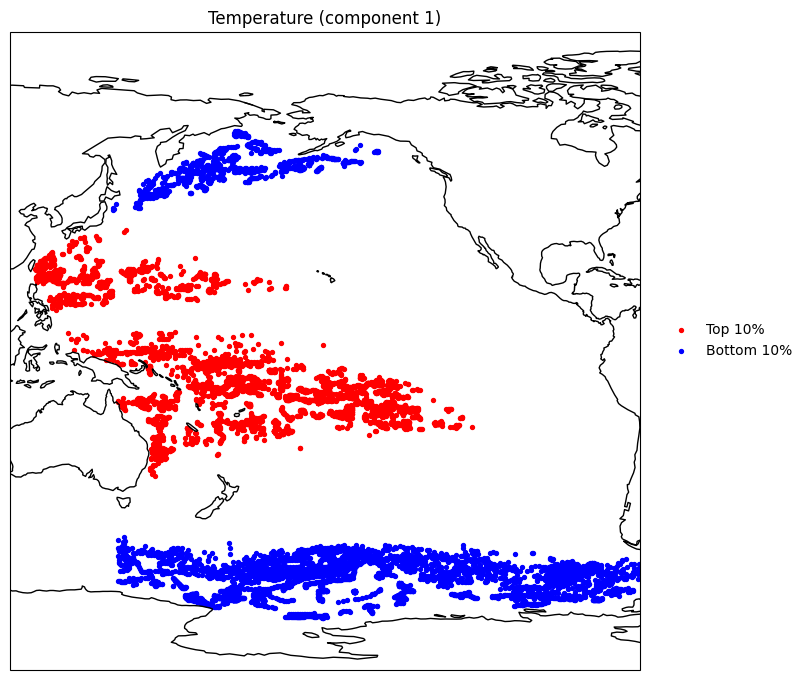 Temperature (component 1)
Top 10%
Bottom 10%